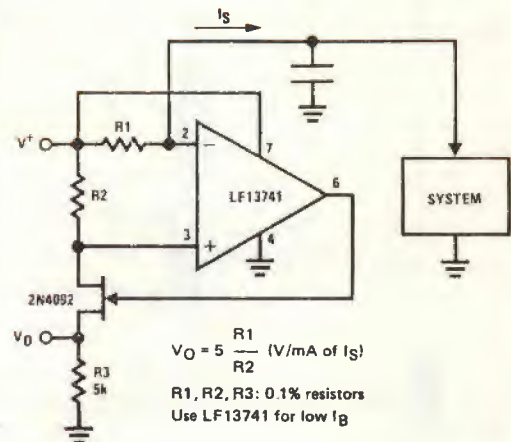 IS
R1
V+
2
−
7
R2
LF13741
6
SYSTEM
3
+
4
2N4092
VO
R3
5k
VO = 5 R1/R2 (V/mA of IS)
R1, R2, R3: 0.1% resistors
Use LF13741 for low IB